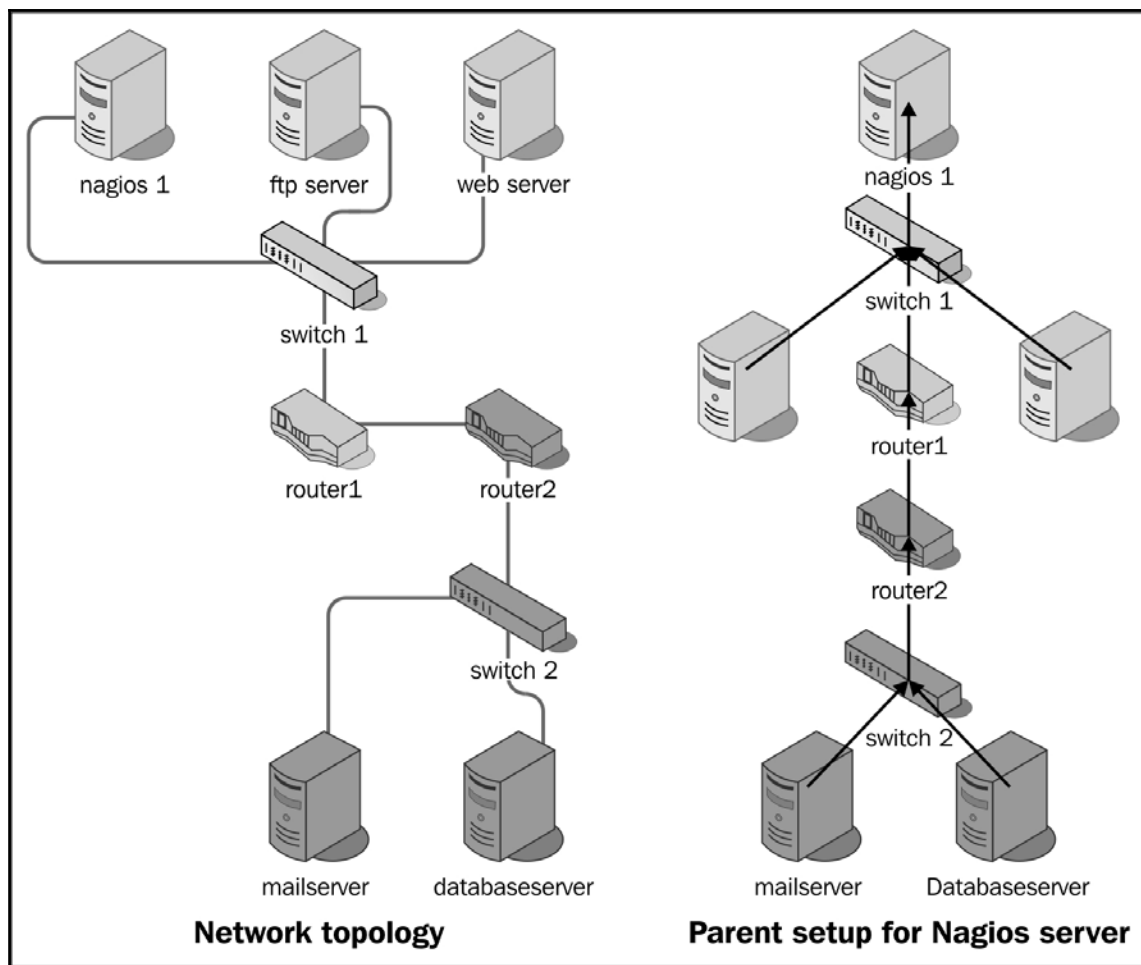 nagios 1
ftp server
web server
switch 1
router1
router2
switch 2
mailserver
databaseserver
Network topology
nagios 1
switch 1
router1
router2
switch 2
mailserver
Databaseserver
Parent setup for Nagios server